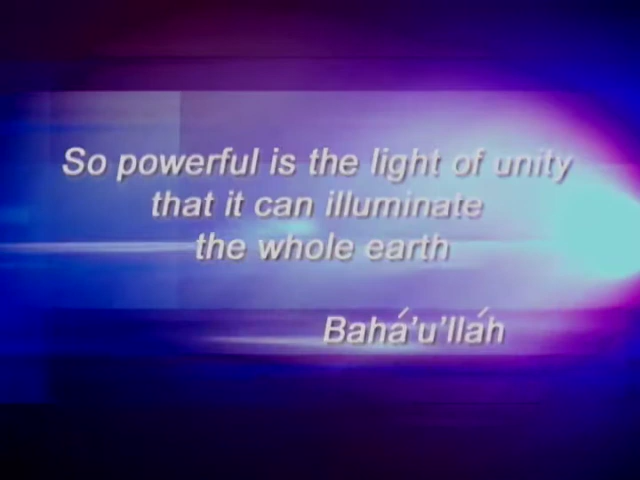 So powerful is the light of unity
that it can illuminate
the whole earth
Bahá'u'lláh